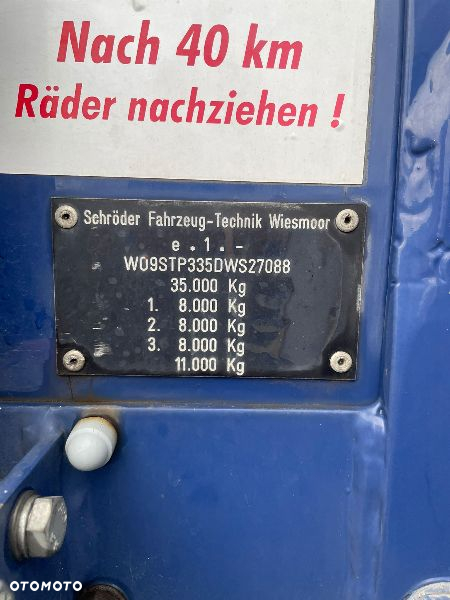 Nach 40 km
Räder nachziehen !
Schröder Fahrzeug-Technik Wiesmoor
e . 1 . -
W09STP335DWS27088
35.000 Kg
1. 8.000 Kg
2. 8.000 Kg
3. 8.000 Kg
11.000 Kg
OTOMOTO